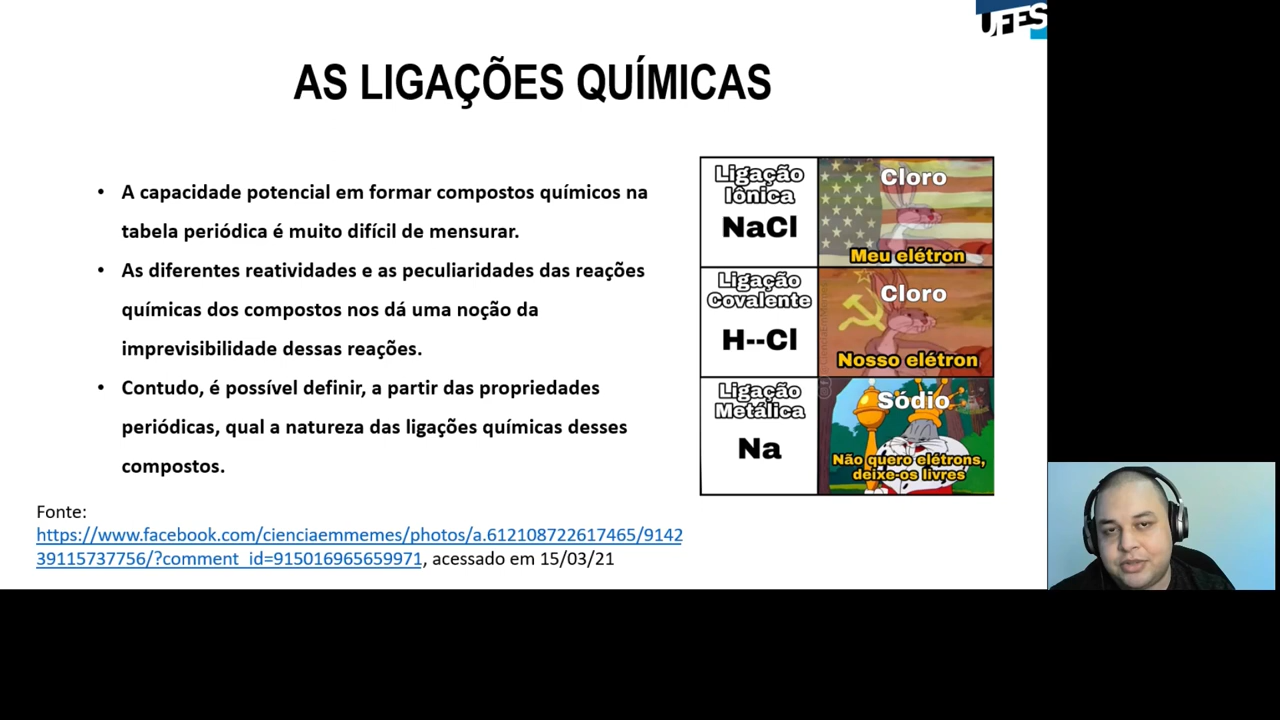 UFES
AS LIGAÇÕES QUÍMICAS
• A capacidade potencial em formar compostos químicos na
tabela periódica é muito difícil de mensurar.
• As diferentes reatividades e as peculiaridades das reações
químicas dos compostos nos dá uma noção da
imprevisibilidade dessas reações.
• Contudo, é possível definir, a partir das propriedades
periódicas, qual a natureza das ligações químicas desses
compostos.
Ligação
Iônica
NaCl
Cloro
Meu elétron
Ligação
Covalente
H--Cl
Cloro
Nosso elétron
Ligação
Metálica
Na
Sódio
Não quero elétrons,
deixe-os livres
Fonte:
https://www.facebook.com/cienciaemmemes/photos/a.612108722617465/9142
39115737756/?comment_id=915016965659971, acessado em 15/03/21